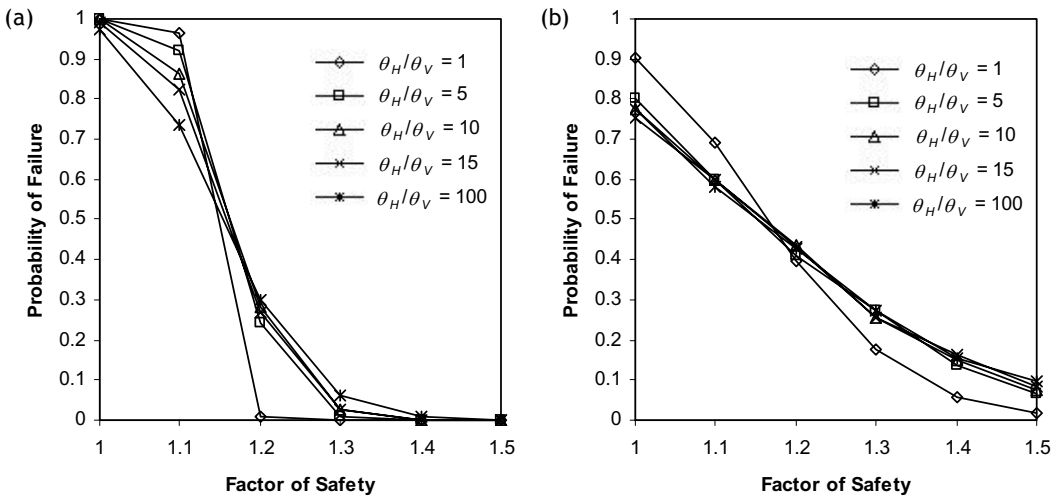 (a)
Probability of Failure
1
0.9
0.8
0.7
0.6
0.5
0.4
0.3
0.2
0.1
0
θH/θV = 1
θH/θV = 5
θH/θV = 10
θH/θV = 15
θH/θV = 100
1 1.1 1.2 1.3 1.4 1.5
Factor of Safety
(b)
Probability of Failure
1
0.9
0.8
0.7
0.6
0.5
0.4
0.3
0.2
0.1
0
θH/θV = 1
θH/θV = 5
θH/θV = 10
θH/θV = 15
θH/θV = 100
1 1.1 1.2 1.3 1.4 1.5
Factor of Safety